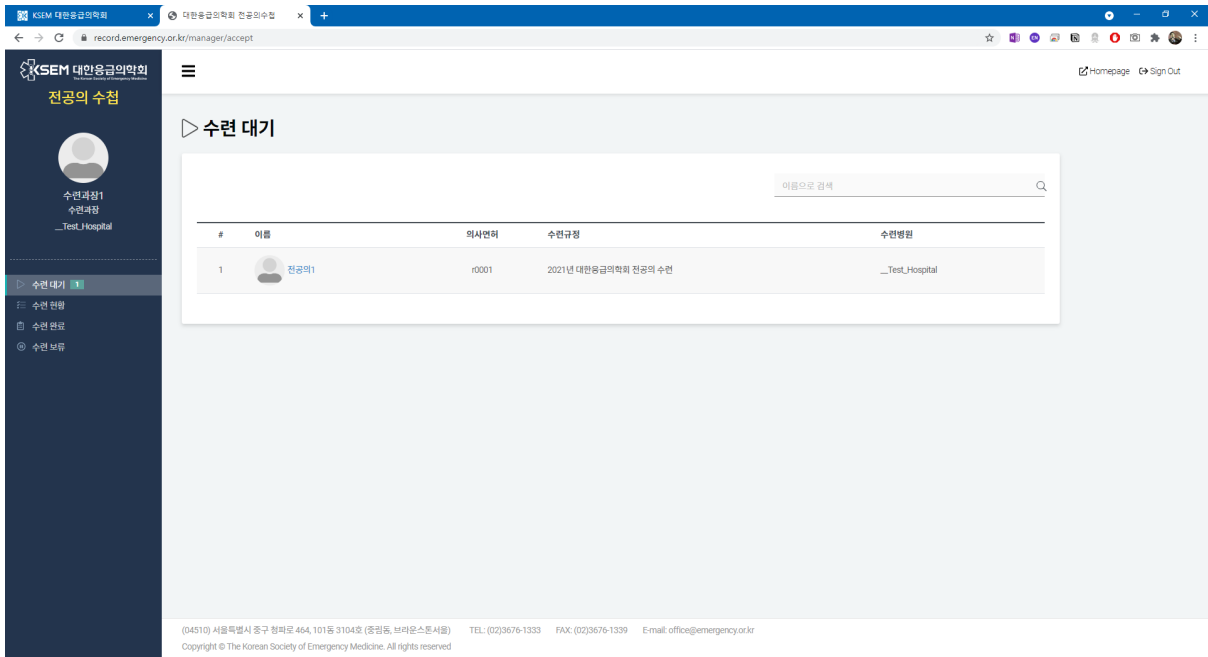 KSEM 대한응급의학회
대한응급의학회 전공의수첩
record.emergency.or.kr/manager/accept
KSEM 대한응급의학회
The Korean Society of Emergency Medicine
전공의 수첩
Homepage
Sign Out
수련과장1
수련과장
__Test_Hospital
수련 대기 1
수련 현황
수련 완료
수련 보류
수련 대기
이름으로 검색
# 이름 의사면허 수련규정 수련병원
1 전공의1 r0001 2021년 대한응급의학회 전공의 수련 __Test_Hospital
(04510) 서울특별시 중구 청파로 464, 101동 3104호 (중림동, 브라운스톤서울) TEL: (02)3676-1333 FAX: (02)3676-1339 E-mail: office@emergency.or.kr
Copyright © The Korean Society of Emergency Medicine. All rights reserved